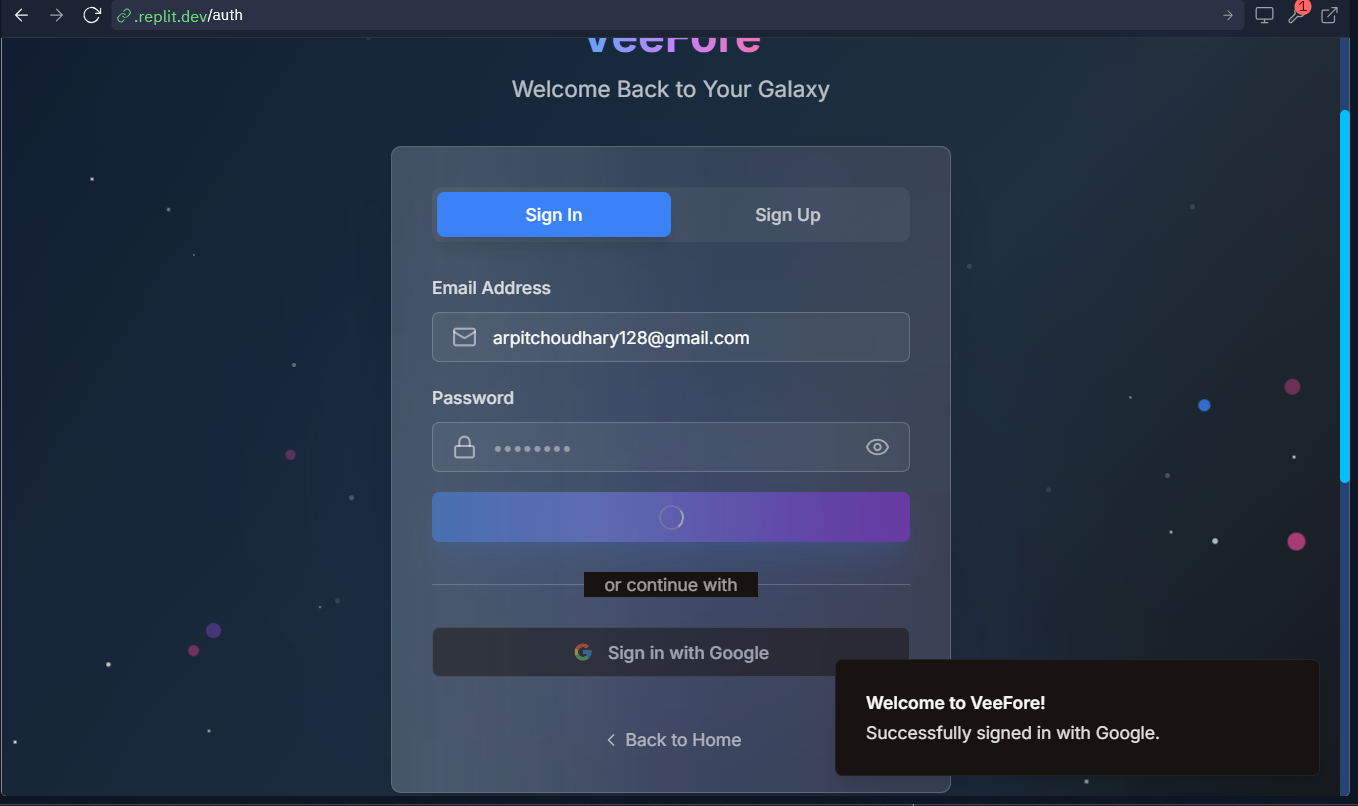 .replit.dev/auth
1
VeeFore
Welcome Back to Your Galaxy
Sign In
Sign Up
Email Address
arpitchoudhary128@gmail.com
Password
or continue with
Sign in with Google
Back to Home
Welcome to VeeFore!
Successfully signed in with Google.